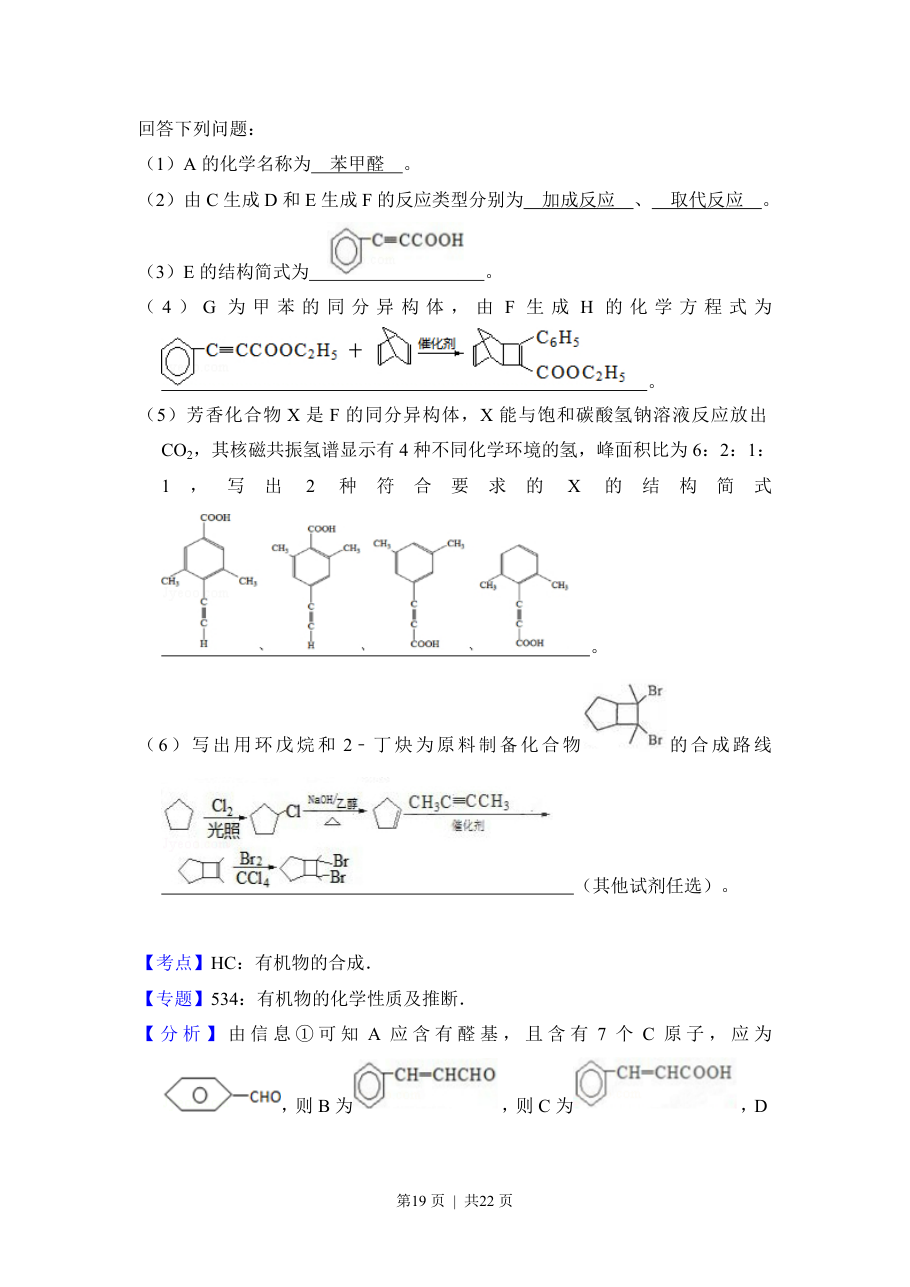 回答下列问题：
（1）A 的化学名称为　苯甲醛　。
（2）由 C 生成 D 和 E 生成 F 的反应类型分别为　加成反应　、　取代反应　。
C≡CCOOH
（3）E 的结构简式为　　　。
（4）G 为甲苯的同分异构体，由 F 生成 H 的化学方程式为
C≡CCOOC2H5 + 催化剂 C6H5 COOC2H5
。
（5）芳香化合物 X 是 F 的同分异构体，X 能与饱和碳酸氢钠溶液反应放出
CO2，其核磁共振氢谱显示有 4 种不同化学环境的氢，峰面积比为 6：2：1：
1，写出 2 种符合要求的 X 的结构简式
COOH COOH CH3 CH3
CH3 CH3 CH3 CH3 CH3 CH3
C C C C
C C C C
H 、 H 、 COOH 、 COOH 。
Br
（6）写出用环戊烷和 2﹣丁炔为原料制备化合物 Br 的合成路线
Cl2 光照 Cl NaOH/乙醇 △ CH3C≡CCH3 催化剂
Br2 CCl4 Br Br
（其他试剂任选）。
【考点】HC：有机物的合成．
【专题】534：有机物的化学性质及推断．
【分析】由信息①可知 A 应含有醛基，且含有 7 个 C 原子，应为
CHO，则 B 为 CH=CHCHO，则 C 为 CH=CHCOOH，D
第19 页 | 共22 页